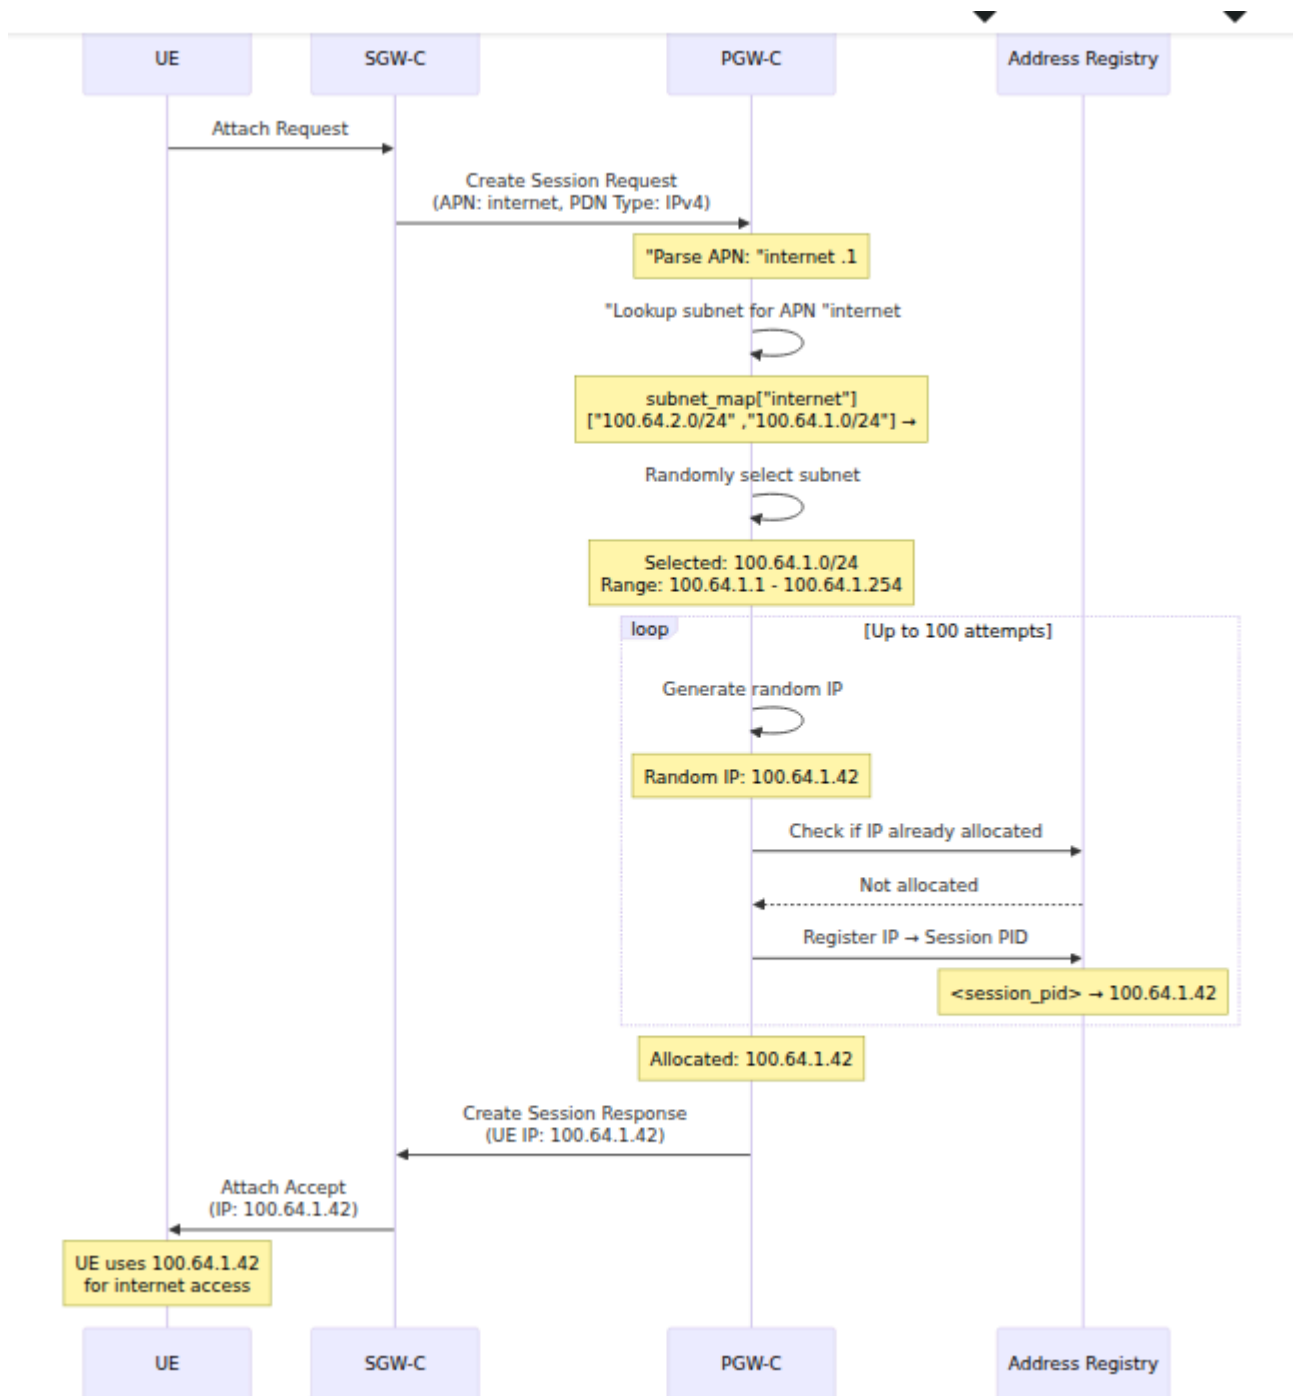 UE
SGW-C
PGW-C
Address Registry
Attach Request
Create Session Request
(APN: internet, PDN Type: IPv4)
"Parse APN: "internet .1
"Lookup subnet for APN "internet
subnet_map["internet"]
["100.64.2.0/24" ,"100.64.1.0/24"] →
Randomly select subnet
Selected: 100.64.1.0/24
Range: 100.64.1.1 - 100.64.1.254
loop
[Up to 100 attempts]
Generate random IP
Random IP: 100.64.1.42
Check if IP already allocated
Not allocated
Register IP → Session PID
<session_pid> → 100.64.1.42
Allocated: 100.64.1.42
Create Session Response
(UE IP: 100.64.1.42)
Attach Accept
(IP: 100.64.1.42)
UE uses 100.64.1.42
for internet access
UE
SGW-C
PGW-C
Address Registry